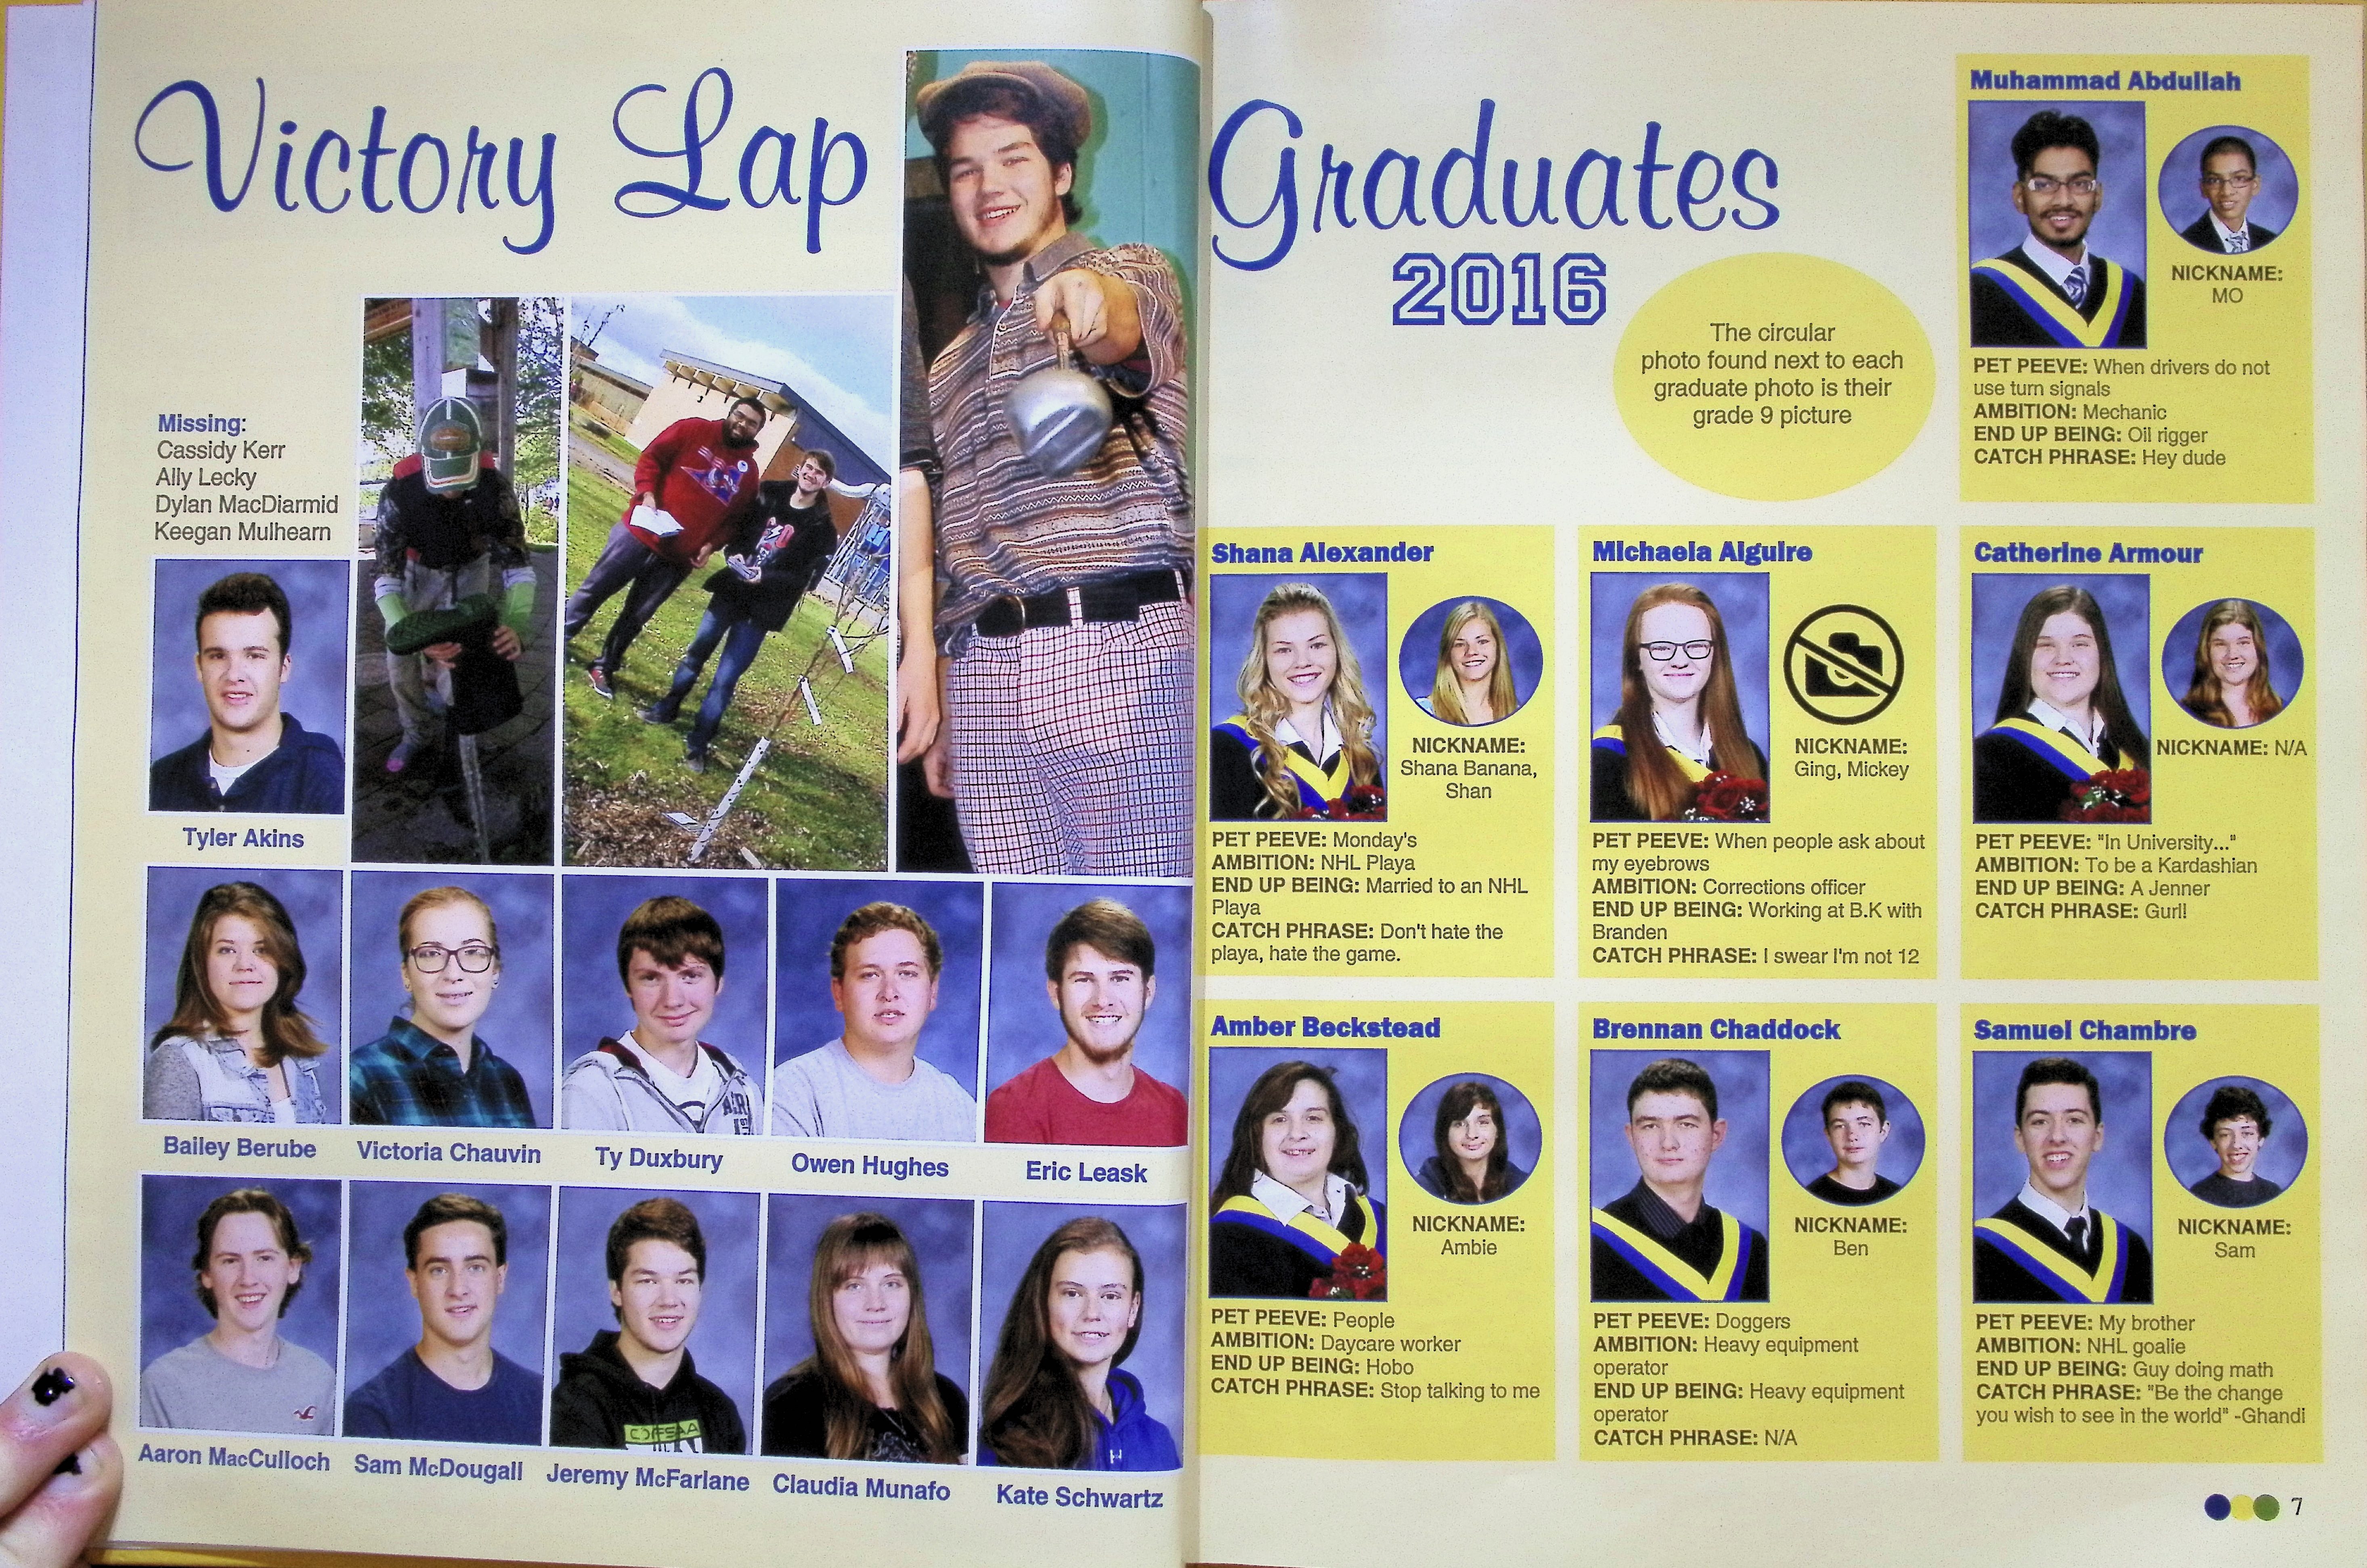 Victory Lap
Missing:
Cassidy Kerr
Ally Lecky
Dylan MacDiarmid
Keegan Mulhearn
Tyler Akins
Bailey Berube
Victoria Chauvin
Ty Duxbury
Owen Hughes
Eric Leask
Aaron MacCulloch
Sam McDougall
Jeremy McFarlane
Claudia Munafo
Kate Schwartz
Graduates
2016
The circular
photo found next to each
graduate photo is their
grade 9 picture
Muhammad Abdullah
NICKNAME:
MO
PET PEEVE: When drivers do not
use turn signals
AMBITION: Mechanic
END UP BEING: Oil rigger
CATCH PHRASE: Hey dude
Shana Alexander
NICKNAME:
Shana Banana,
Shan
PET PEEVE: Monday's
AMBITION: NHL Playa
END UP BEING: Married to an NHL
Playa
CATCH PHRASE: Don't hate the
playa, hate the game.
Michaela Alguire
NICKNAME:
Ging, Mickey
PET PEEVE: When people ask about
my eyebrows
AMBITION: Corrections officer
END UP BEING: Working at B.K with
Branden
CATCH PHRASE: I swear I'm not 12
Catherine Armour
NICKNAME: N/A
PET PEEVE: "In University..."
AMBITION: To be a Kardashian
END UP BEING: A Jenner
CATCH PHRASE: Gurl!
Amber Beckstead
NICKNAME:
Ambie
PET PEEVE: People
AMBITION: Daycare worker
END UP BEING: Hobo
CATCH PHRASE: Stop talking to me
Brennan Chaddock
NICKNAME:
Ben
PET PEEVE: Doggers
AMBITION: Heavy equipment
operator
END UP BEING: Heavy equipment
operator
CATCH PHRASE: N/A
Samuel Chambre
NICKNAME:
Sam
PET PEEVE: My brother
AMBITION: NHL goalie
END UP BEING: Guy doing math
CATCH PHRASE: "Be the change
you wish to see in the world" -Ghandi
7